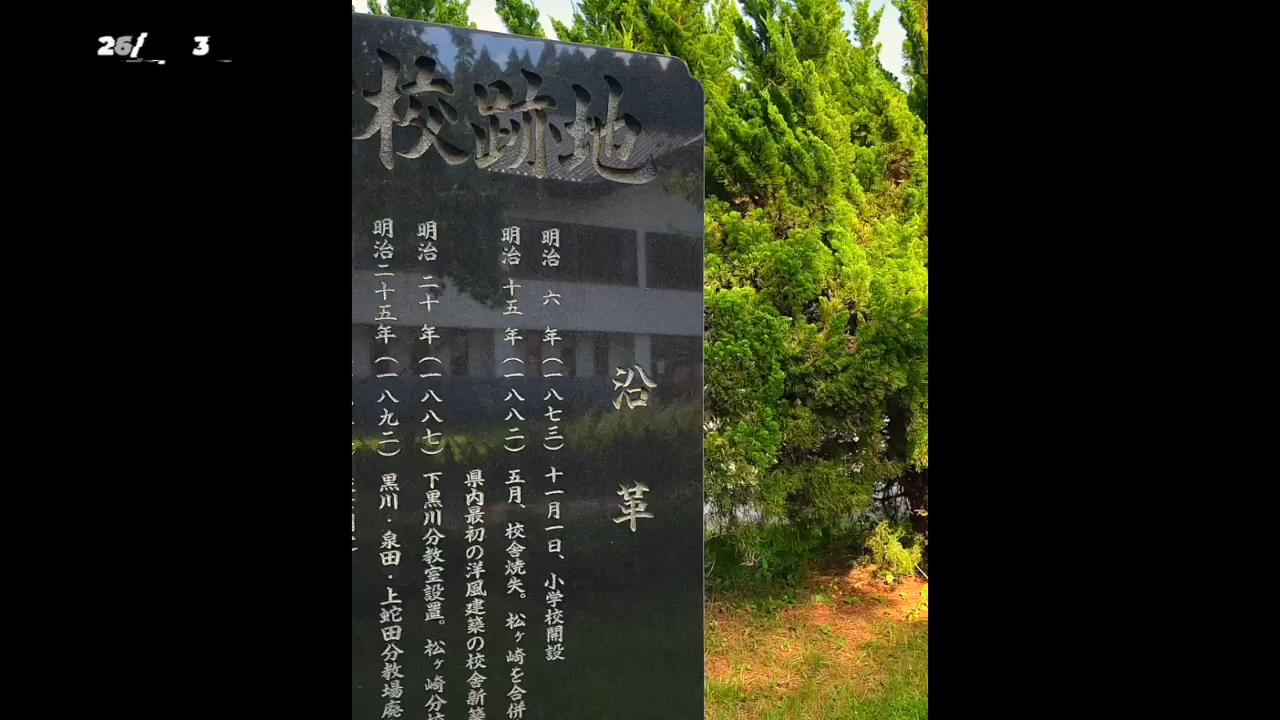 校跡地
沿革
明治 六 年(一八七三)十一月一日、小学校開設
明治 十五 年(一八八二)五月、校舎焼失。松ヶ崎を合併
県内最初の洋風建築の校舎新築
明治 二十 年(一八八七)下黒川分教室設置。松ヶ崎分校
明治二十五年(一八九二)黒川・泉田・上蛇田分教場廃